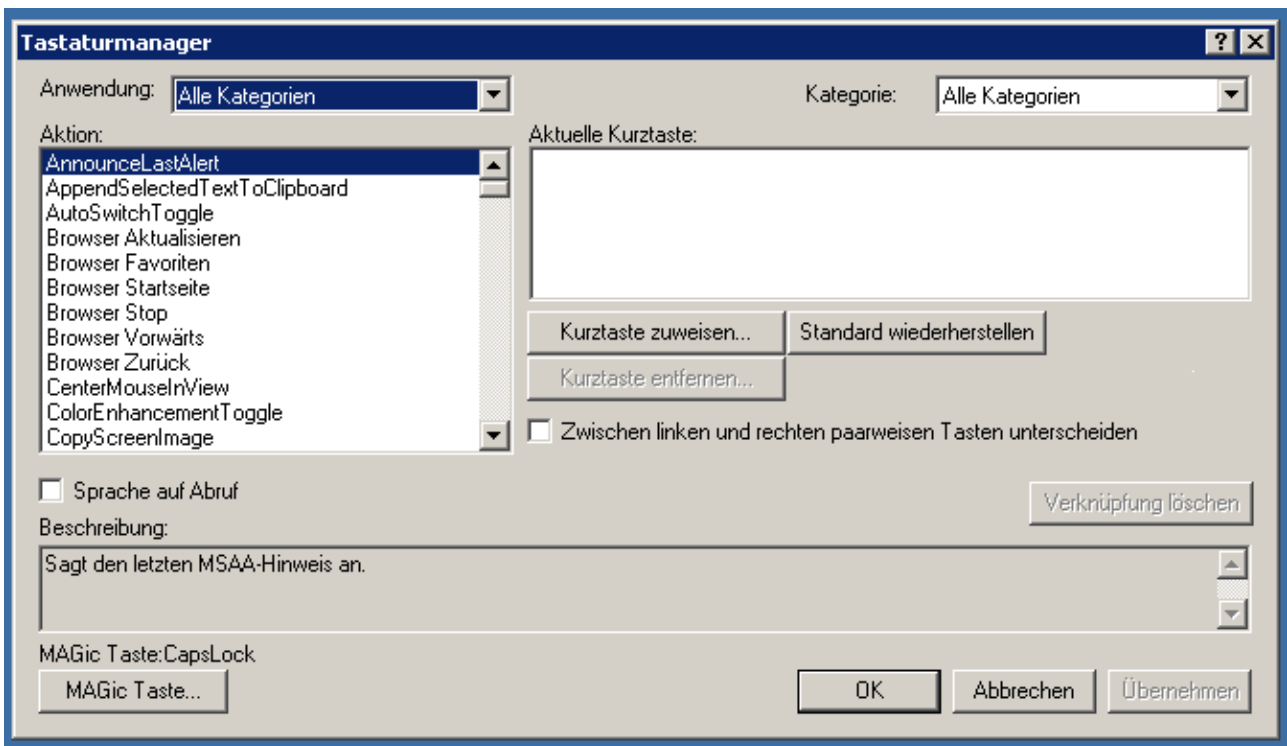 Tastaturmanager
Anwendung: Alle Kategorien Kategorie: Alle Kategorien
Aktion: Aktuelle Kurztaste:
AnnounceLastAlert
AppendSelectedTextToClipboard
AutoSwitchToggle
Browser Aktualisieren
Browser Favoriten
Browser Startseite
Browser Stop
Browser Vorwärts
Browser Zurück
CenterMouseInView
ColorEnhancementToggle
CopyScreenImage
Kurztaste zuweisen... Standard wiederherstellen
Kurztaste entfernen...
Zwischen linken und rechten paarweisen Tasten unterscheiden
Sprache auf Abruf
Verknüpfung löschen
Beschreibung:
Sagt den letzten MSAA-Hinweis an.
MAGic Taste:CapsLock
MAGic Taste... OK Abbrechen Übernehmen